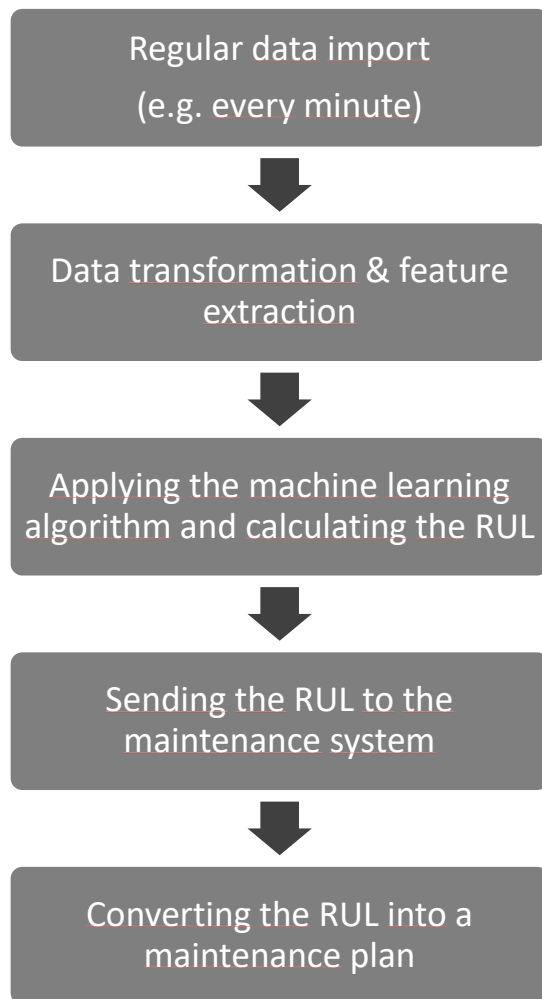 Regular data import
(e.g. every minute)
Data transformation & feature
extraction
Applying the machine learning
algorithm and calculating the RUL
Sending the RUL to the
maintenance system
Converting the RUL into a
maintenance plan